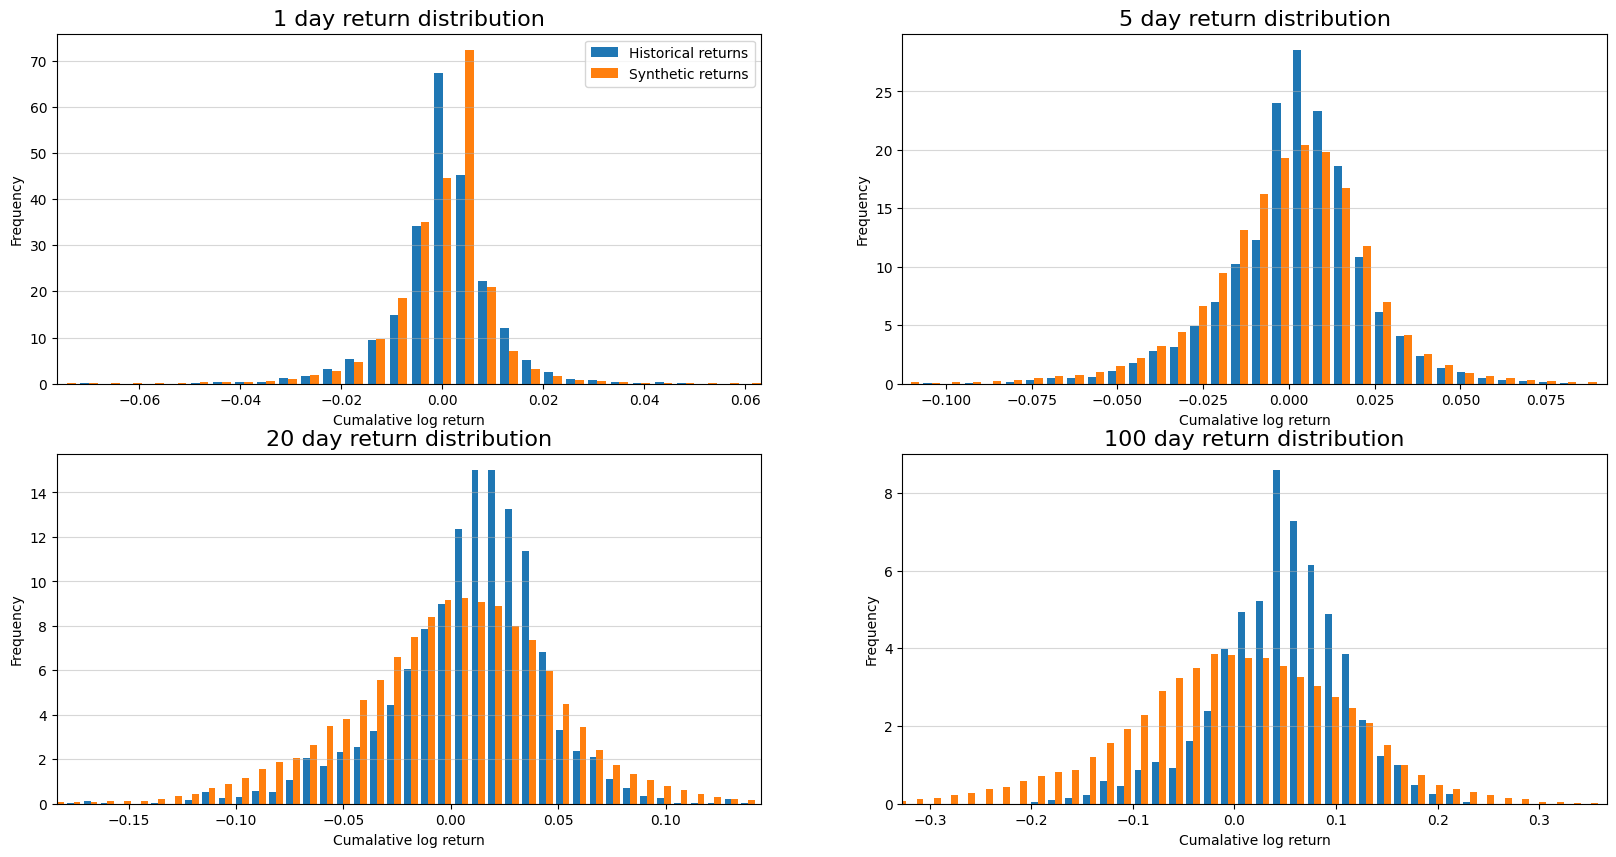 1 day return distribution
Historical returns
Synthetic returns
70
60
50
40
30
20
10
0
Frequency
−0.06 −0.04 −0.02 0.00 0.02 0.04 0.06
Cumalative log return
5 day return distribution
25
20
15
10
5
0
Frequency
−0.100 −0.075 −0.050 −0.025 0.000 0.025 0.050 0.075
Cumalative log return
20 day return distribution
14
12
10
8
6
4
2
0
Frequency
−0.15 −0.10 −0.05 0.00 0.05 0.10
Cumalative log return
100 day return distribution
8
6
4
2
0
Frequency
−0.3 −0.2 −0.1 0.0 0.1 0.2 0.3
Cumalative log return